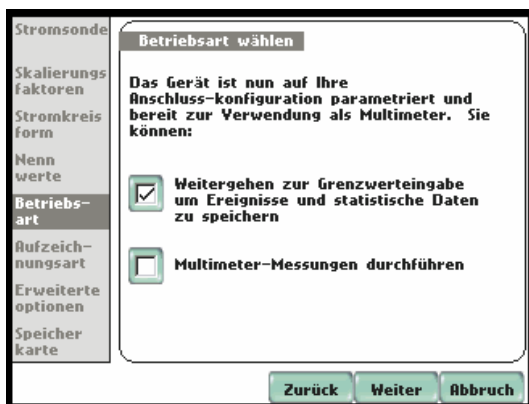 Stromsonde
Skalierungs
faktoren
Stromkreis
form
Nenn
werte
Betriebs-
art
Aufzeich-
nungsart
Erweiterte
optionen
Speicher
karte
Betriebsart wählen
Das Gerät ist nun auf Ihre
Anschluss-konfiguration parametriert und
bereit zur Verwendung als Multimeter. Sie
können:
Weitergehen zur Grenzwerteingabe
um Ereignisse und statistische Daten
zu speichern
Multimeter-Messungen durchführen
Zurück Weiter Abbruch